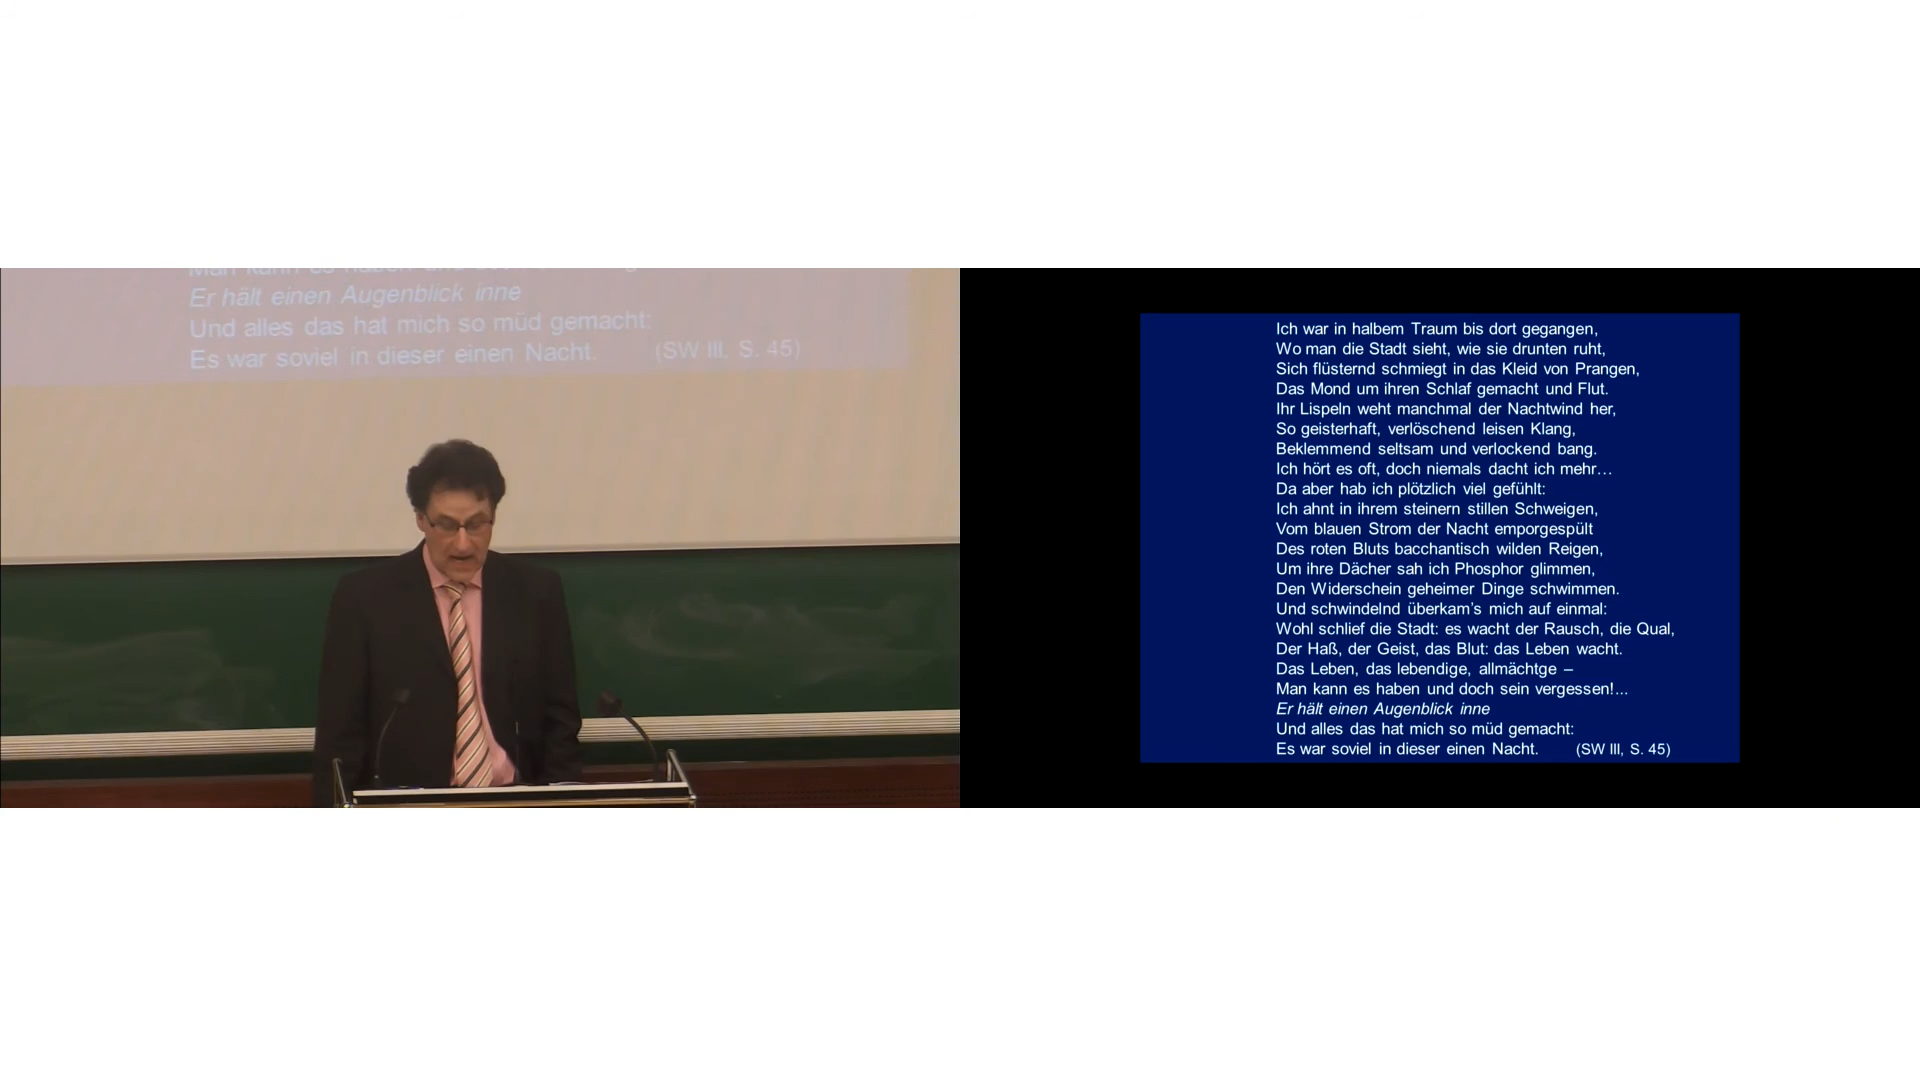 Er hält einen Augenblick inne
Und alles das hat mich so müd gemacht:
Es war soviel in dieser einen Nacht. (SW III, S. 45)
Ich war in halbem Traum bis dort gegangen,
Wo man die Stadt sieht, wie sie drunten ruht,
Sich flüsternd schmiegt in das Kleid von Prangen,
Das Mond um ihren Schlaf gemacht und Flut.
Ihr Lispeln weht manchmal der Nachtwind her,
So geisterhaft, verlöschend leisen Klang,
Beklemmend seltsam und verlockend bang.
Ich hört es oft, doch niemals dacht ich mehr…
Da aber hab ich plötzlich viel gefühlt:
Ich ahnt in ihrem steinern stillen Schweigen,
Vom blauen Strom der Nacht emporgespült
Des roten Bluts bacchantisch wilden Reigen,
Um ihre Dächer sah ich Phosphor glimmen,
Den Widerschein geheimer Dinge schwimmen.
Und schwindelnd überkam’s mich auf einmal:
Wohl schlief die Stadt: es wacht der Rausch, die Qual,
Der Haß, der Geist, das Blut: das Leben wacht.
Das Leben, das lebendige, allmächtge –
Man kann es haben und doch sein vergessen!...
Er hält einen Augenblick inne
Und alles das hat mich so müd gemacht:
Es war soviel in dieser einen Nacht. (SW III, S. 45)